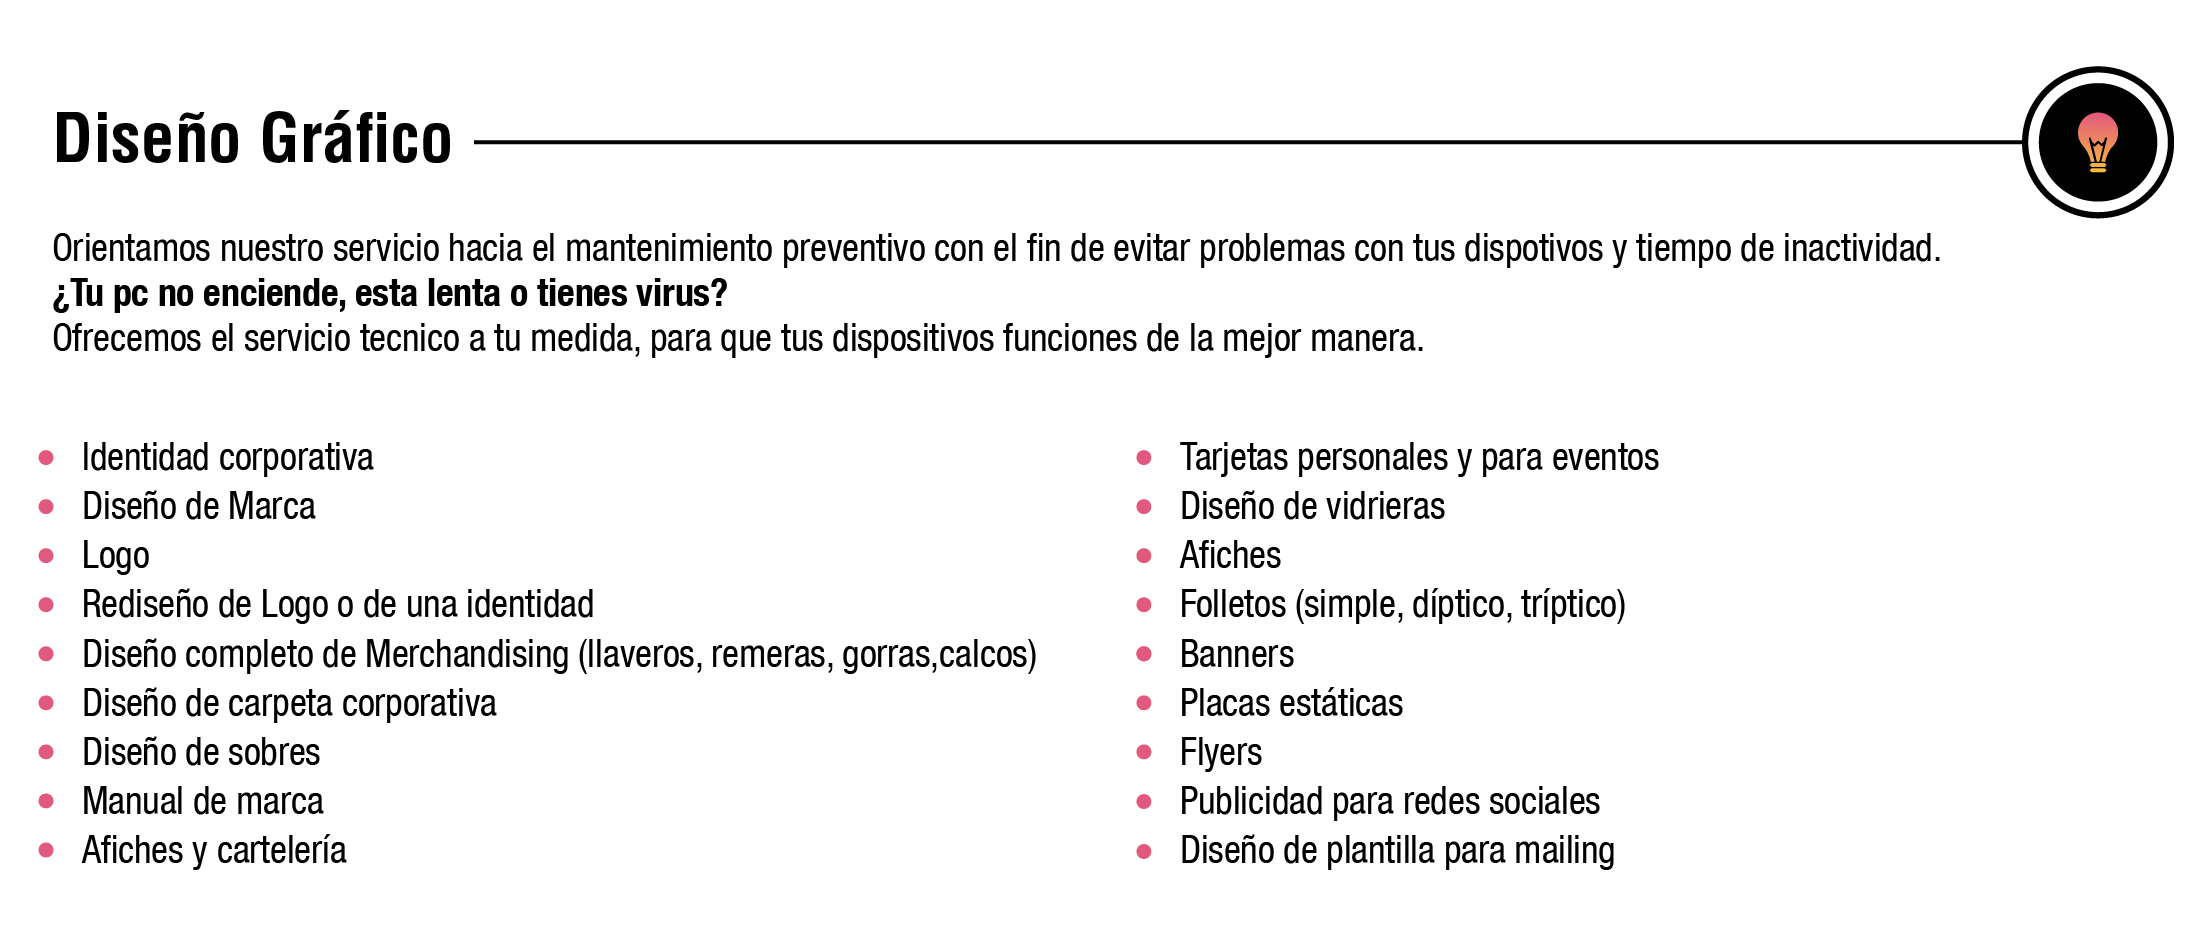 Diseño Gráfico
Orientamos nuestro servicio hacia el mantenimiento preventivo con el fin de evitar problemas con tus dispotivos y tiempo de inactividad.
¿Tu pc no enciende, esta lenta o tienes virus?
Ofrecemos el servicio tecnico a tu medida, para que tus dispositivos funciones de la mejor manera.
Identidad corporativa
Diseño de Marca
Logo
Rediseño de Logo o de una identidad
Diseño completo de Merchandising (llaveros, remeras, gorras,calcos)
Diseño de carpeta corporativa
Diseño de sobres
Manual de marca
Afiches y cartelería
Tarjetas personales y para eventos
Diseño de vidrieras
Afiches
Folletos (simple, díptico, tríptico)
Banners
Placas estáticas
Flyers
Publicidad para redes sociales
Diseño de plantilla para mailing